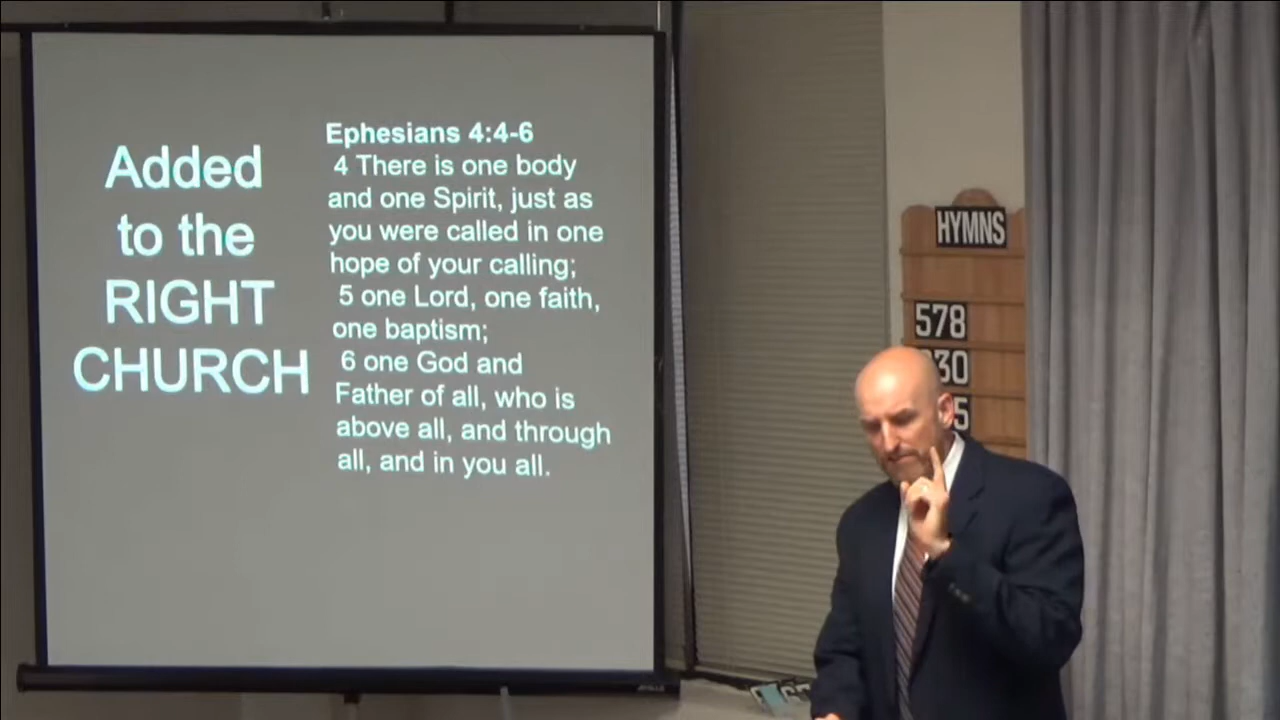 Added
to the
RIGHT
CHURCH
Ephesians 4:4-6
4 There is one body
and one Spirit, just as
you were called in one
hope of your calling;
5 one Lord, one faith,
one baptism;
6 one God and
Father of all, who is
above all, and through
all, and in you all.
HYMNS
578
30
5